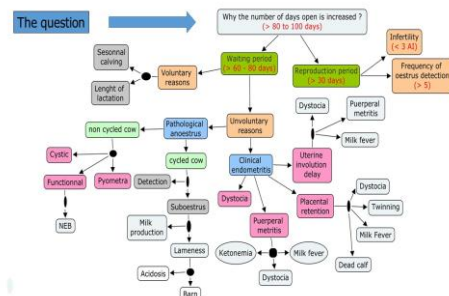 The question
Why the number of days open is increased ?
(> 80 to 100 days)
Infertility
(< 3 AI)
Sesonnal
calving
Voluntary
reasons
Waiting period
(> 60 - 80 days)
Reproduction period
(> 30 days)
Frequency of
oestrus detection
(> 5)
Lenght of
lactation
Dystocia
Puerperal
metritis
Milk fever
Pathological
anoestrus
Unvoluntary
reasons
non cycled cow
cycled cow
Clinical
endometritis
Uterine
involution
delay
Cystic
Functionnal
Pyometra
Detection
Dystocia
Placental
retention
Dystocia
Twinning
Milk Fever
Dead calf
NEB
Suboestrus
Milk
production
Puerperal
metritis
Lameness
Ketonemia
Milk fever
Dystocia
Acidosis
Barn